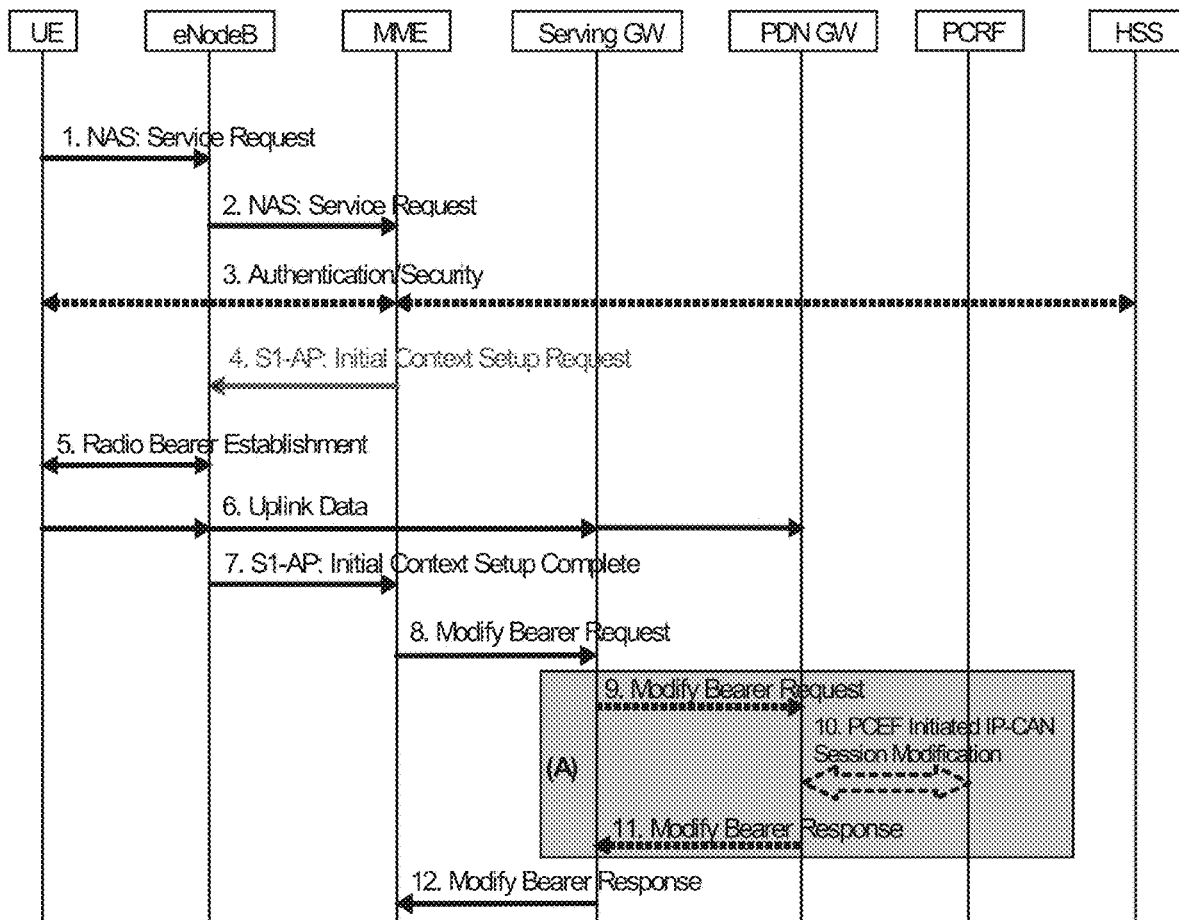 UE
eNodeB
MME
Serving GW
PDN GW
PCRF
HSS
1. NAS: Service Request
2. NAS: Service Request
3. Authentication/Security
4. S1-AP: Initial Context Setup Request
5. Radio Bearer Establishment
6. Uplink Data
7. S1-AP: Initial Context Setup Complete
8. Modify Bearer Request
9. Modify Bearer Request
10. PCEF Initiated IP-CAN
Session Modification
(A)
11. Modify Bearer Response
12. Modify Bearer Response